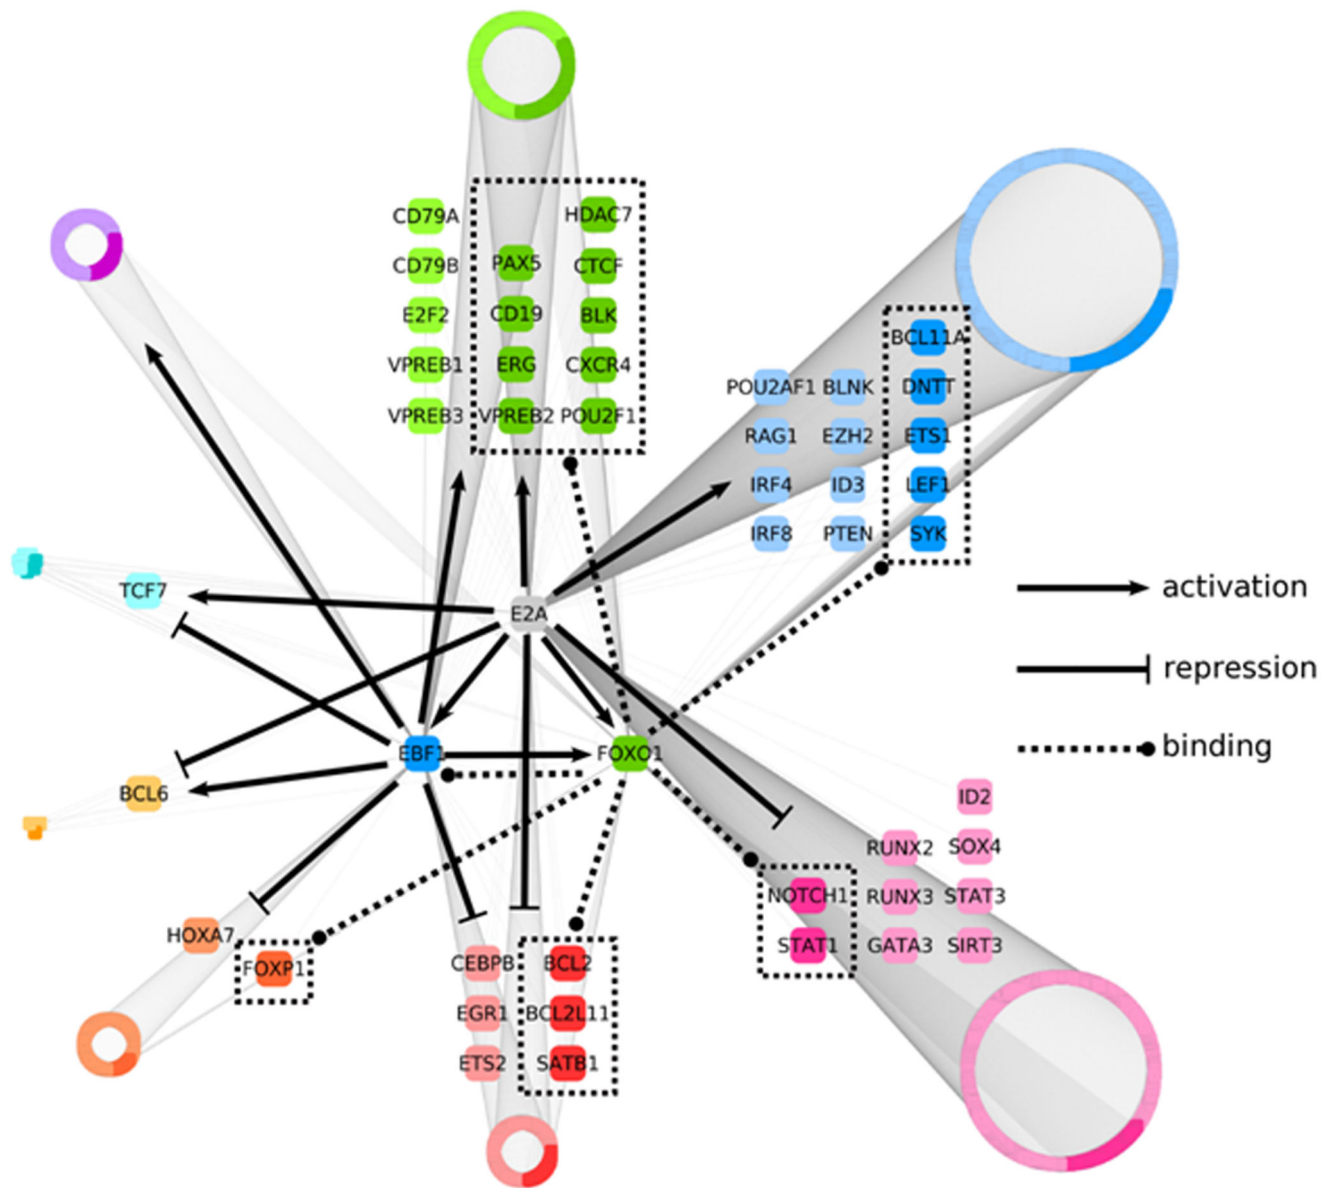 CD79A
HDAC7
CD79B
PAX5
CTCF
E2F2
CD19
BLK
VPREB1
ERG
CXCR4
VPREB3
VPREB2
POU2F1
BCL11A
POU2AF1
BLNK
DNTT
RAG1
EZH2
ETS1
IRF4
ID3
LEF1
IRF8
PTEN
SYK
TCF7
E2A
activation
repression
binding
EBF1
FOXO1
BCL6
ID2
RUNX2
SOX4
NOTCH1
RUNX3
STAT3
STAT1
GATA3
SIRT3
HOXA7
FOXP1
CEBPB
BCL2
EGR1
BCL2L11
ETS2
SATB1